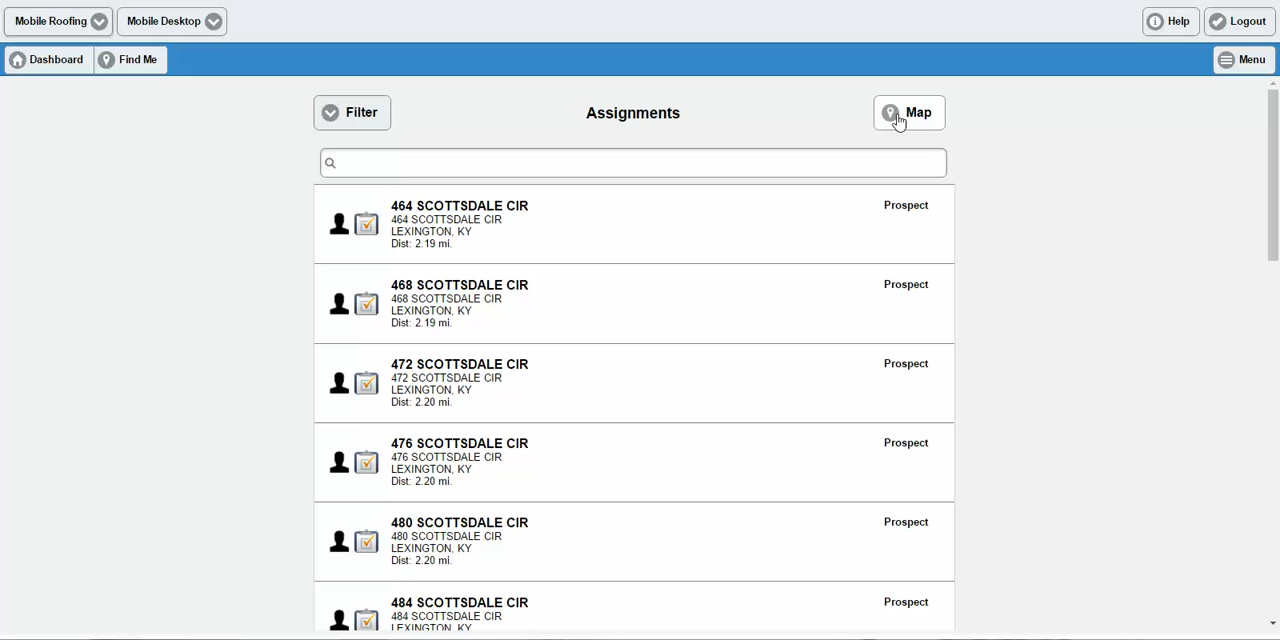 Mobile Roofing Mobile Desktop Help Logout
Dashboard Find Me Menu
Filter Assignments Map
464 SCOTTSDALE CIR Prospect
464 SCOTTSDALE CIR
LEXINGTON, KY
Dist: 2.19 mi.
468 SCOTTSDALE CIR Prospect
468 SCOTTSDALE CIR
LEXINGTON, KY
Dist: 2.19 mi.
472 SCOTTSDALE CIR Prospect
472 SCOTTSDALE CIR
LEXINGTON, KY
Dist: 2.20 mi.
476 SCOTTSDALE CIR Prospect
476 SCOTTSDALE CIR
LEXINGTON, KY
Dist: 2.20 mi.
480 SCOTTSDALE CIR Prospect
480 SCOTTSDALE CIR
LEXINGTON, KY
Dist: 2.20 mi.
484 SCOTTSDALE CIR Prospect
484 SCOTTSDALE CIR
LEXINGTON, KY